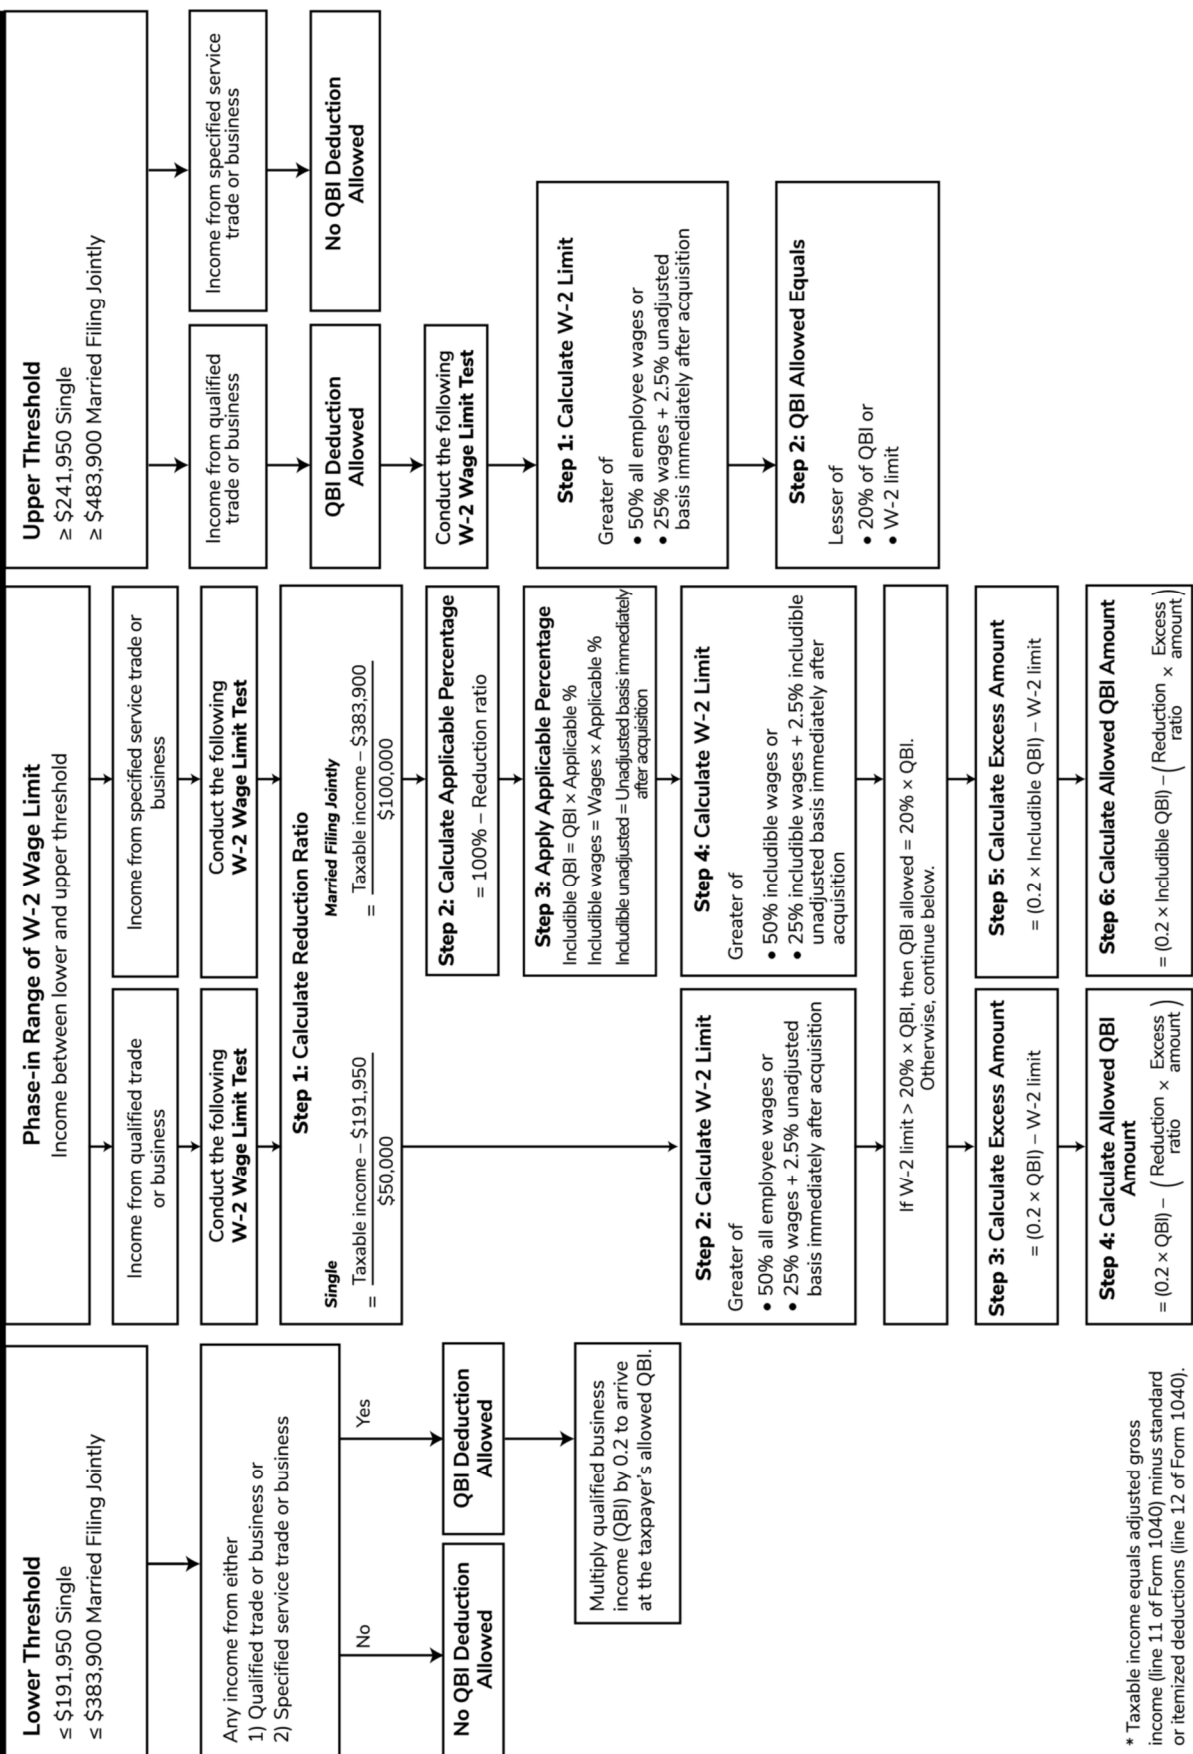 Lower Threshold
≤ $191,950 Single
≤ $383,900 Married Filing Jointly
Any income from either
1) Qualified trade or business or
2) Specified service trade or business
No
Yes
No QBI Deduction
Allowed
QBI Deduction
Allowed
Multiply qualified business
income (QBI) by 0.2 to arrive
at the taxpayer's allowed QBI.
* Taxable income equals adjusted gross
income (line 11 of Form 1040) minus standard
or itemized deductions (line 12 of Form 1040).
Phase-in Range of W-2 Wage Limit
Income between lower and upper threshold
Income from qualified trade
or business
Income from specified service trade or
business
Conduct the following
W-2 Wage Limit Test
Conduct the following
W-2 Wage Limit Test
Step 1: Calculate Reduction Ratio
Single
= Taxable income – $191,950
$50,000
Married Filing Jointly
= Taxable income – $383,900
$100,000
Step 2: Calculate Applicable Percentage
= 100% – Reduction ratio
Step 3: Apply Applicable Percentage
Includible QBI = QBI × Applicable %
Includible wages = Wages × Applicable %
Includible unadjusted = Unadjusted basis immediately
after acquisition
Step 2: Calculate W-2 Limit
Greater of
• 50% all employee wages or
• 25% wages + 2.5% unadjusted
basis immediately after acquisition
Step 4: Calculate W-2 Limit
Greater of
• 50% includible wages or
• 25% includible wages + 2.5% includible
unadjusted basis immediately after
acquisition
If W-2 limit > 20% × QBI, then QBI allowed = 20% × QBI.
Otherwise, continue below.
Step 3: Calculate Excess Amount
= (0.2 × QBI) – W-2 limit
Step 5: Calculate Excess Amount
= (0.2 × Includible QBI) – W-2 limit
Step 4: Calculate Allowed QBI
Amount
= (0.2 × QBI) – (Reduction ratio × Excess amount)
Step 6: Calculate Allowed QBI Amount
= (0.2 × Includible QBI) – (Reduction ratio × Excess amount)
Upper Threshold
≥ $241,950 Single
≥ $483,900 Married Filing Jointly
Income from qualified
trade or business
Income from specified service
trade or business
QBI Deduction
Allowed
No QBI Deduction
Allowed
Conduct the following
W-2 Wage Limit Test
Step 1: Calculate W-2 Limit
Greater of
• 50% all employee wages or
• 25% wages + 2.5% unadjusted
basis immediately after acquisition
Step 2: QBI Allowed Equals
Lesser of
• 20% of QBI or
• W-2 limit